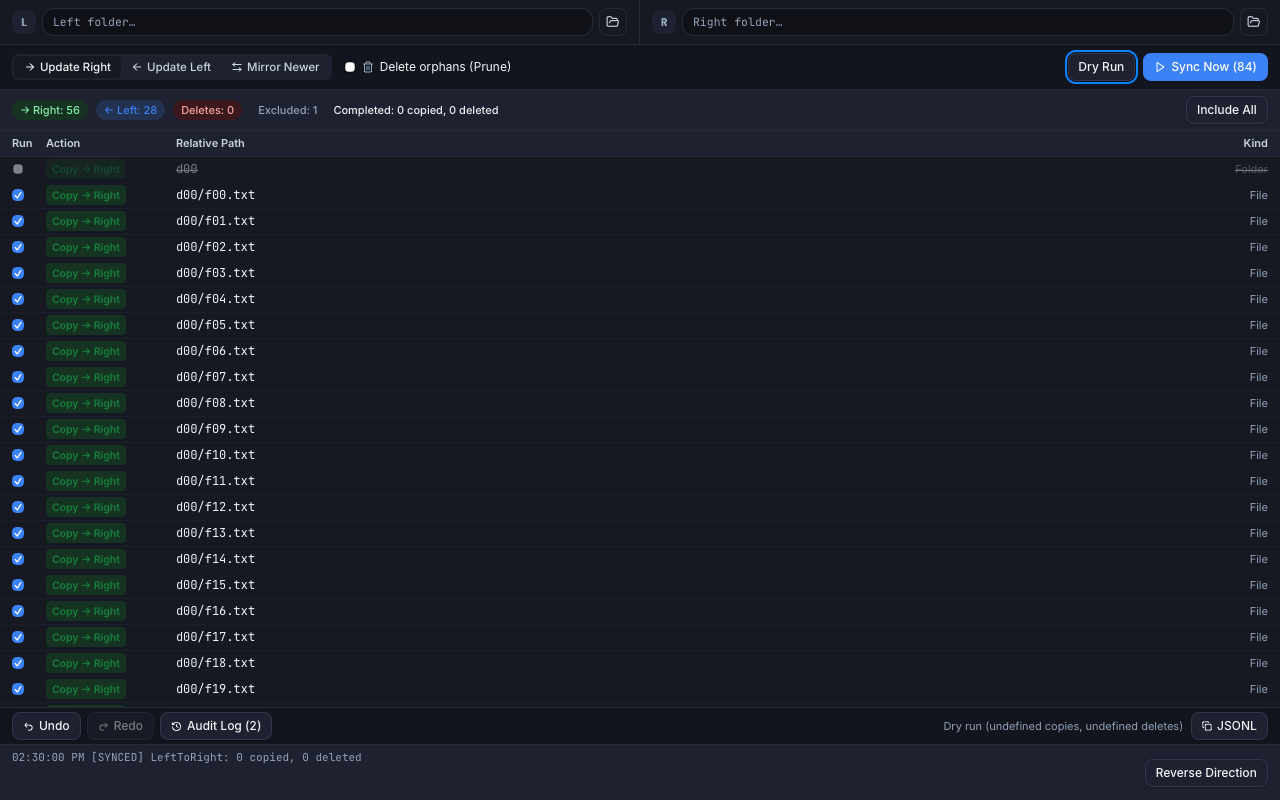 L Left folder… R Right folder…
→ Update Right ← Update Left Mirror Newer Delete orphans (Prune) Dry Run Sync Now (84)
→ Right: 56 ← Left: 28 Deletes: 0 Excluded: 1 Completed: 0 copied, 0 deleted Include All
Run Action Relative Path Kind
Copy → Right d00 Folder
Copy → Right d00/f00.txt File
Copy → Right d00/f01.txt File
Copy → Right d00/f02.txt File
Copy → Right d00/f03.txt File
Copy → Right d00/f04.txt File
Copy → Right d00/f05.txt File
Copy → Right d00/f06.txt File
Copy → Right d00/f07.txt File
Copy → Right d00/f08.txt File
Copy → Right d00/f09.txt File
Copy → Right d00/f10.txt File
Copy → Right d00/f11.txt File
Copy → Right d00/f12.txt File
Copy → Right d00/f13.txt File
Copy → Right d00/f14.txt File
Copy → Right d00/f15.txt File
Copy → Right d00/f16.txt File
Copy → Right d00/f17.txt File
Copy → Right d00/f18.txt File
Copy → Right d00/f19.txt File
Undo Redo Audit Log (2) Dry run (undefined copies, undefined deletes) JSONL
02:30:00 PM [SYNCED] LeftToRight: 0 copied, 0 deleted
Reverse Direction